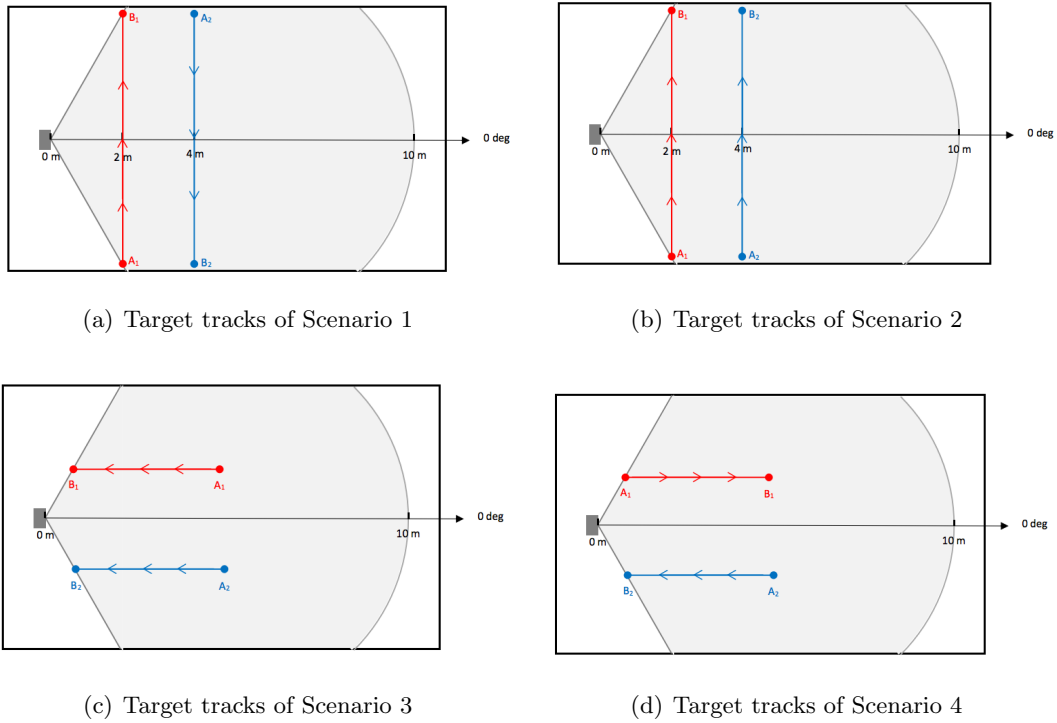 B₁
A₂
0 deg
0 m
2 m
4 m
10 m
A₁
B₂
(a) Target tracks of Scenario 1
B₁
B₂
0 deg
0 m
2 m
4 m
10 m
A₁
A₂
(b) Target tracks of Scenario 2
B₁
A₁
0 deg
0 m
10 m
B₂
A₂
(c) Target tracks of Scenario 3
A₁
B₁
0 deg
0 m
10 m
B₂
A₂
(d) Target tracks of Scenario 4